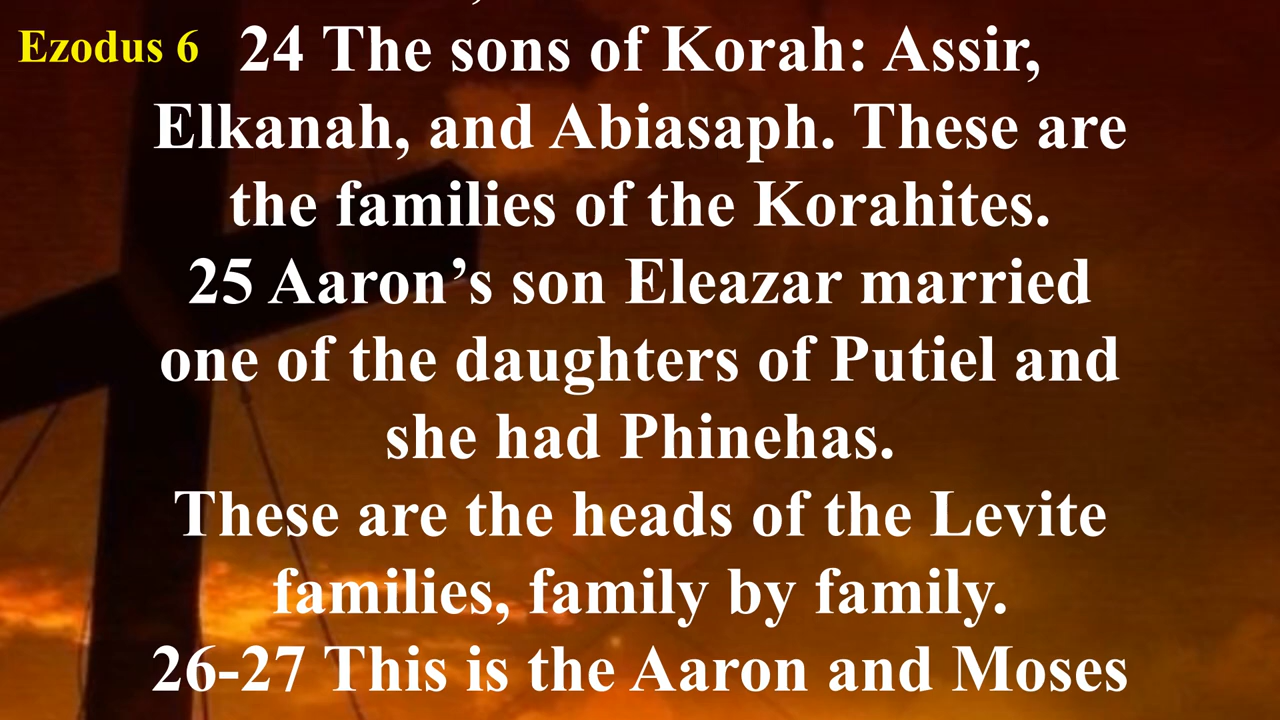 Ezodus 6
24 The sons of Korah: Assir,
Elkanah, and Abiasaph. These are
the families of the Korahites.
25 Aaron’s son Eleazar married
one of the daughters of Putiel and
she had Phinehas.
These are the heads of the Levite
families, family by family.
26-27 This is the Aaron and Moses